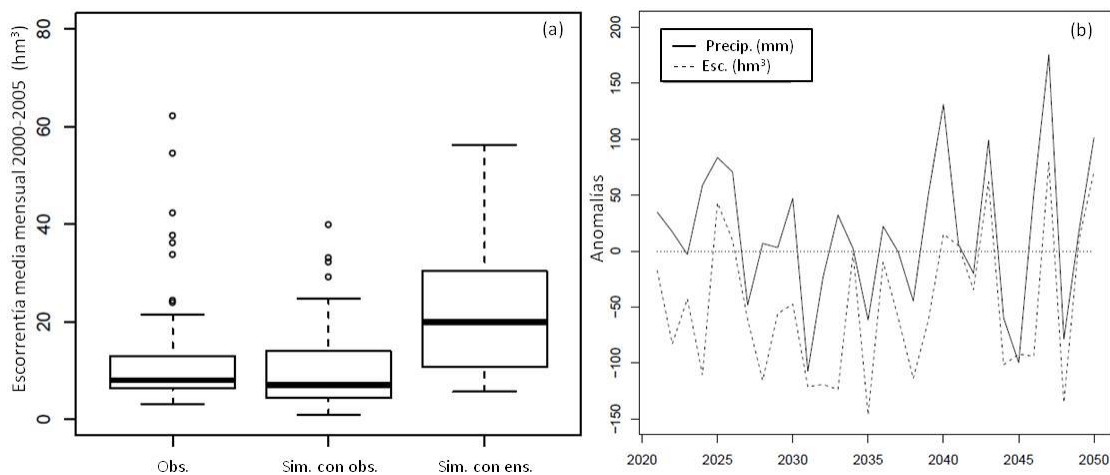 Escorrentía media mensual 2000-2005 (hm³)
80
60
40
20
0
(a)
Obs.
Sim. con obs.
Sim. con ens.
Anomalías
200
150
100
50
0
−50
−100
−150
(b)
Precip. (mm)
Esc. (hm³)
2020
2025
2030
2035
2040
2045
2050